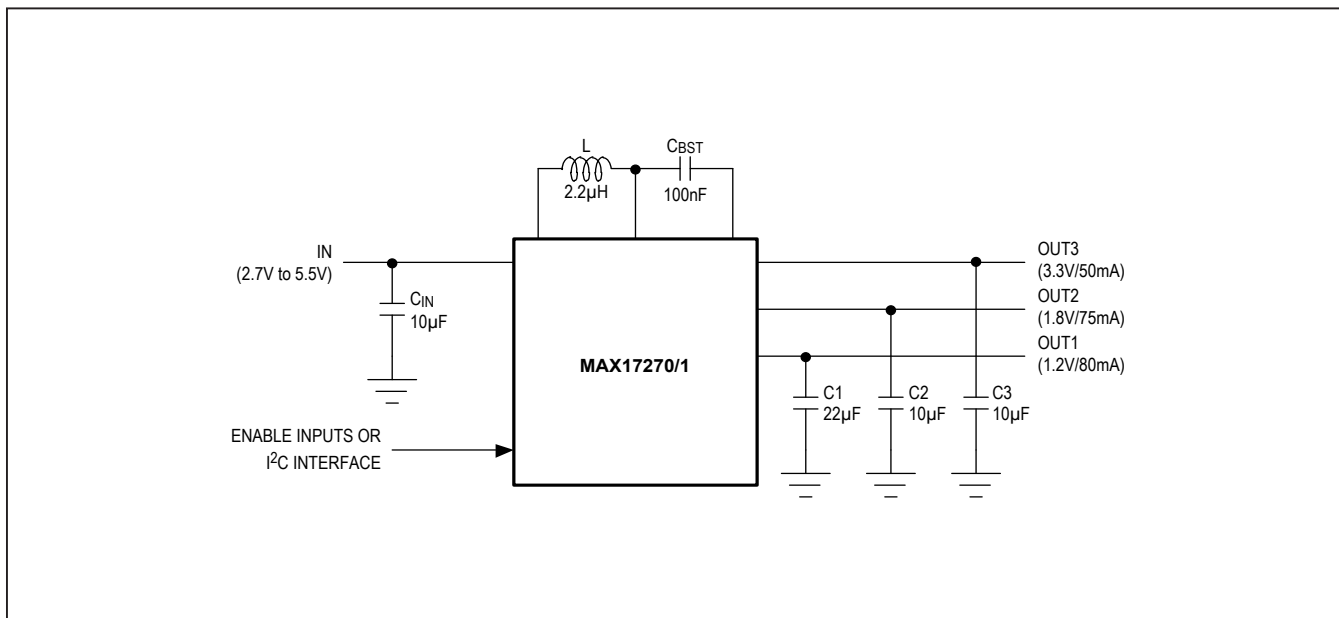 L
2.2µH
CBST
100nF
IN
(2.7V to 5.5V)
CIN
10µF
ENABLE INPUTS OR
I2C INTERFACE
MAX17270/1
OUT3
(3.3V/50mA)
OUT2
(1.8V/75mA)
OUT1
(1.2V/80mA)
C1
22µF
C2
10µF
C3
10µF